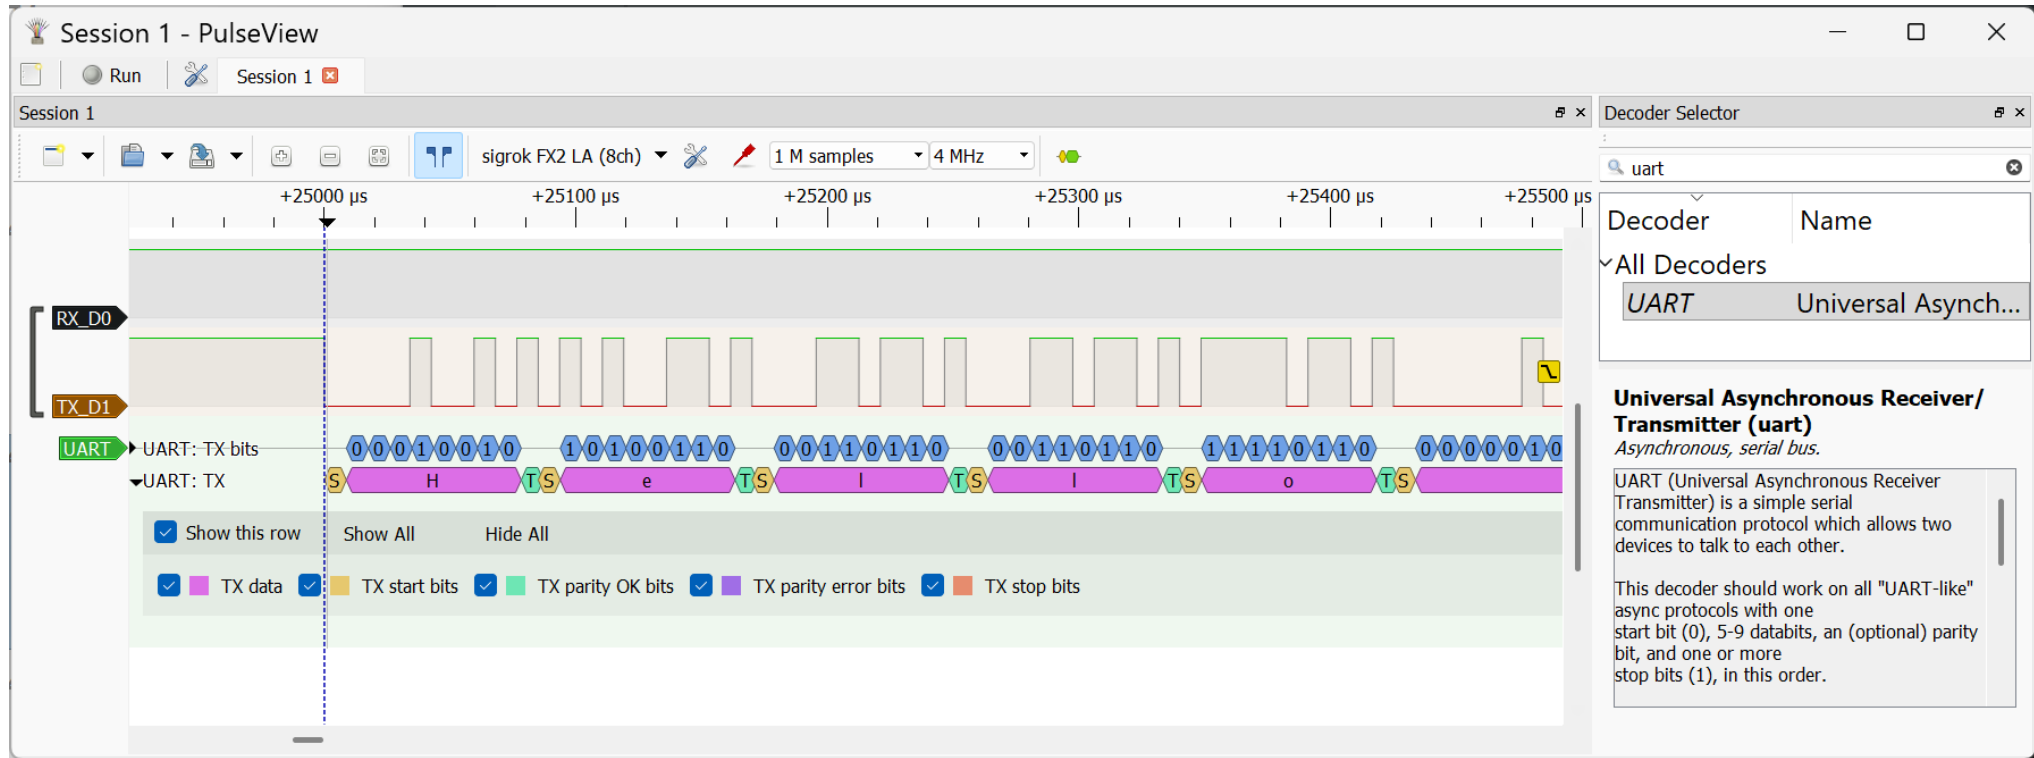 Session 1 - PulseView
Run
Session 1
Session 1
Decoder Selector
sigrok FX2 LA (8ch)
1 M samples
4 MHz
uart
+25000 µs
+25100 µs
+25200 µs
+25300 µs
+25400 µs
+25500 µs
Decoder Name
All Decoders
UART Universal Asynch...
RX_D0
TX_D1
UART
UART: TX bits
0 0 0 1 0 0 1 0 1 0 1 0 0 1 1 0 0 0 1 1 0 1 1 0 0 0 1 1 0 1 1 0 1 1 1 1 0 1 1 0 0 0 0 0 0 1 0
UART: TX
S H T S e T S l T S l T S o T S
Show this row
Show All
Hide All
TX data
TX start bits
TX parity OK bits
TX parity error bits
TX stop bits
Universal Asynchronous Receiver/
Transmitter (uart)
Asynchronous, serial bus.
UART (Universal Asynchronous Receiver
Transmitter) is a simple serial
communication protocol which allows two
devices to talk to each other.
This decoder should work on all "UART-like"
async protocols with one
start bit (0), 5-9 databits, an (optional) parity
bit, and one or more
stop bits (1), in this order.